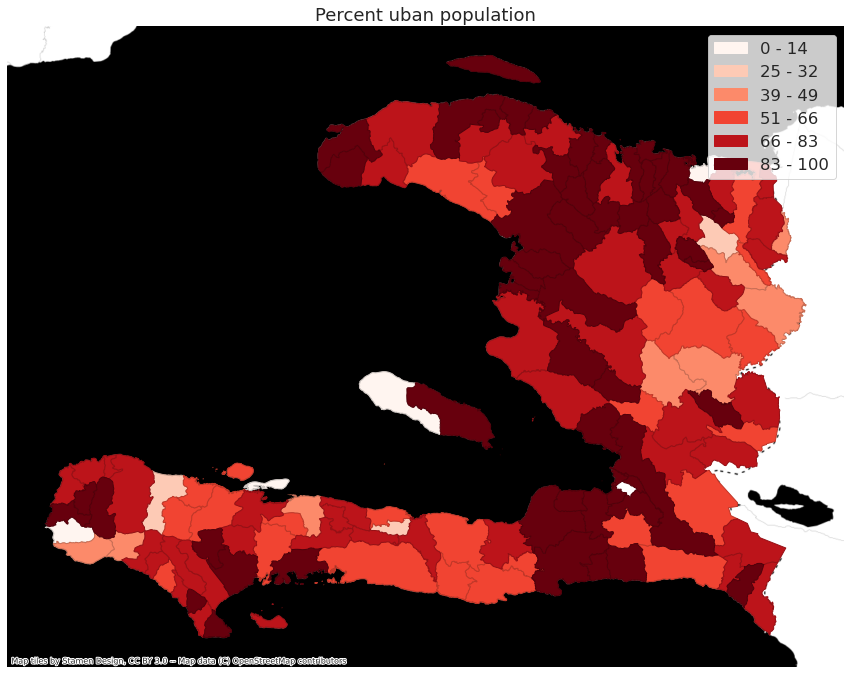 Percent uban population
0 - 14
25 - 32
39 - 49
51 - 66
66 - 83
83 - 100
Map tiles by Stamen Design, CC BY 3.0 -- Map data (C) OpenStreetMap contributors